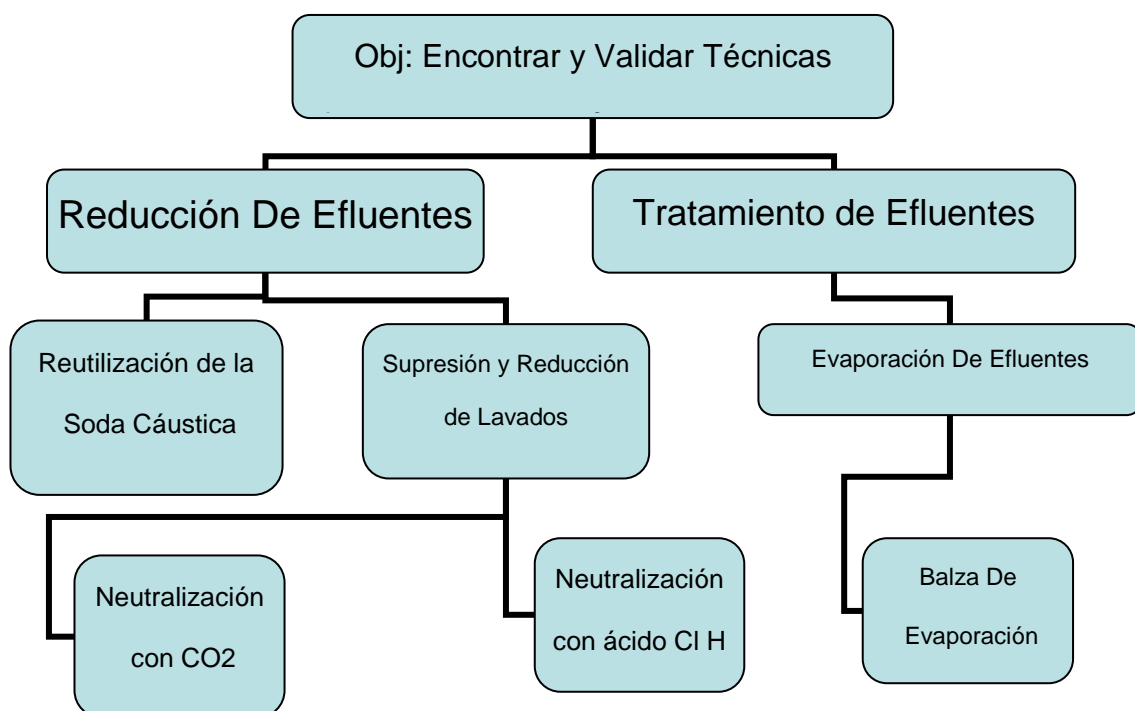 Obj: Encontrar y Validar Técnicas
Reducción De Efluentes
Tratamiento de Efluentes
Reutilización de la
Soda Cáustica
Supresión y Reducción
de Lavados
Evaporación De Efluentes
Neutralización
con CO2
Neutralización
con ácido Cl H
Balza De
Evaporación